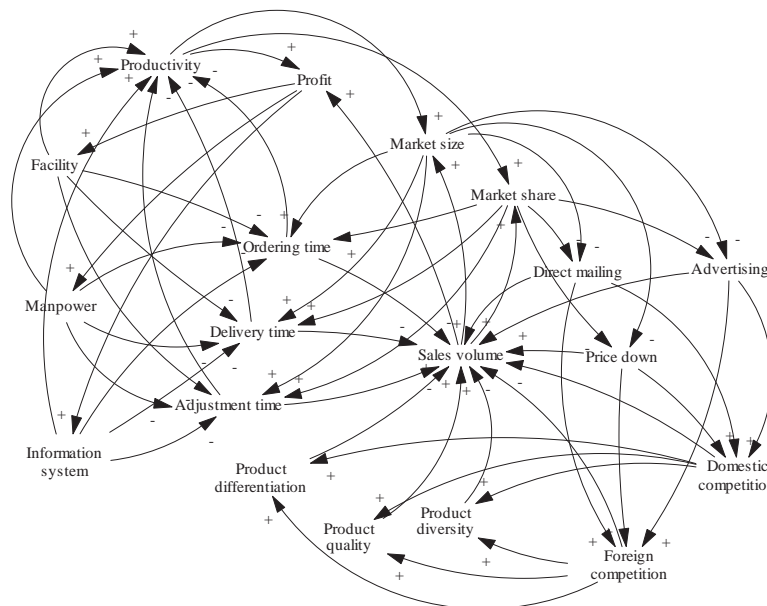 Productivity
Profit
Market size
Facility
Market share
Ordering time
Direct mailing
Advertising
Manpower
Delivery time
Sales volume
Price down
Adjustment time
Information
system
Product
differentiation
Domestic
competition
Product
quality
Product
diversity
Foreign
competition